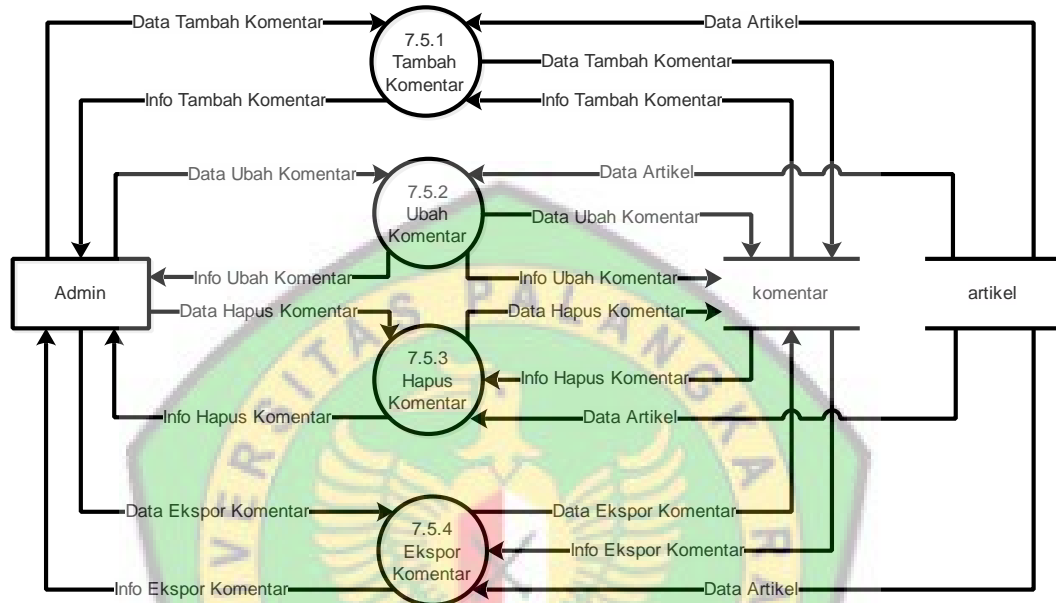 Data Tambah Komentar
Data Artikel
7.5.1
Tambah
Komentar
Data Tambah Komentar
Info Tambah Komentar
Info Tambah Komentar
Data Ubah Komentar
Data Artikel
7.5.2
Ubah
Komentar
Data Ubah Komentar
Info Ubah Komentar
Info Ubah Komentar
Admin
komentar
artikel
Data Hapus Komentar
Data Hapus Komentar
7.5.3
Hapus
Komentar
Info Hapus Komentar
Info Hapus Komentar
Data Artikel
Data Ekspor Komentar
Data Ekspor Komentar
7.5.4
Ekspor
Komentar
Info Ekspor Komentar
Info Ekspor Komentar
Data Artikel
VERSITAS PALANGKARA